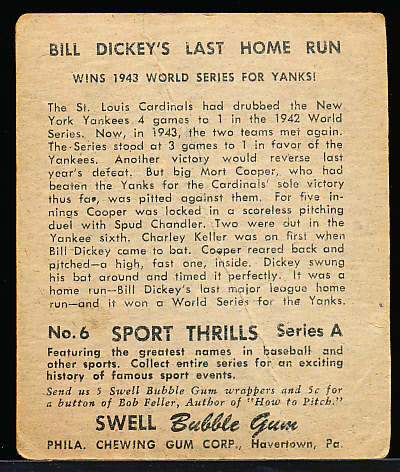 BILL DICKEY'S LAST HOME RUN
WINS 1943 WORLD SERIES FOR YANKS!
The St. Louis Cardinals had drubbed the New
York Yankees 4 games to 1 in the 1942 World
Series. Now, in 1943, the two teams met again.
The Series stood at 3 games to 1 in favor of the
Yankees. Another victory would reverse last
year's defeat. But big Mort Cooper, who had
beaten the Yanks for the Cardinals' sole victory
thus far, was pitted against them. For five in-
nings Cooper was locked in a scoreless pitching
duel with Spud Chandler. Two were out in the
Yankee sixth. Charley Keller was on first when
Bill Dickey came to bat. Cooper reared back and
pitched—a high, fast one, inside. Dickey swung
his bat around and timed it perfectly. It was a
home run—Bill Dickey's last major league home
run—and it won a World Series for the Yanks.
No. 6 SPORT THRILLS Series A
Featuring the greatest names in baseball and
other sports. Collect entire series for an exciting
history of famous sport events.
Send us 5 Swell Bubble Gum wrappers and 5c for
a button of Bob Feller, Author of "How to Pitch."
SWELL Bubble Gum
PHILA. CHEWING GUM CORP., Havertown, Pa.